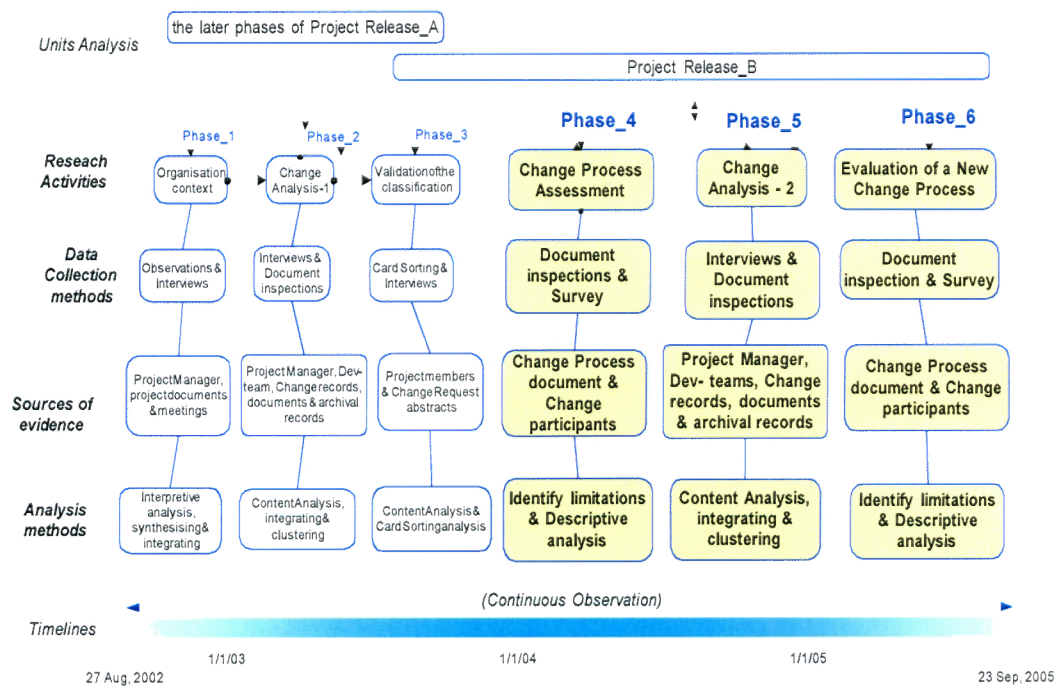 Units Analysis
the later phases of Project Release_A
Project Release_B
Phase_1
Phase_2
Phase_3
Phase_4
Phase_5
Phase_6
Reseach
Activities
Organisation
context
Change
Analysis-1
Validationofthe
classification
Change Process
Assessment
Change
Analysis - 2
Evaluation of a New
Change Process
Data
Collection
methods
Observations &
Interviews
Interviews &
Document
inspections
Card Sorting &
Interviews
Document
inspections &
Survey
Interviews &
Document
inspections
Document
inspection & Survey
Sources of
evidence
ProjectManager,
projectdocuments
&meetings
Project Manager, Dev-
team, Changerecords,
documents & archival
records
Projectmembers
& Change Request
abstracts
Change Process
document &
Change
participants
Project Manager,
Dev- teams, Change
records, documents
& archival records
Change Process
document & Change
participants
Analysis
methods
Interpretive
analysis,
synthesising &
integrating
ContentAnalysis,
integrating &
clustering
ContentAnalysis &
CardSortinganalysis
Identify limitations
& Descriptive
analysis
Content Analysis,
integrating &
clustering
Identify limitations
& Descriptive
analysis
(Continuous Observation)
Timelines
1/1/03
1/1/04
1/1/05
27 Aug, 2002
23 Sep, 2005